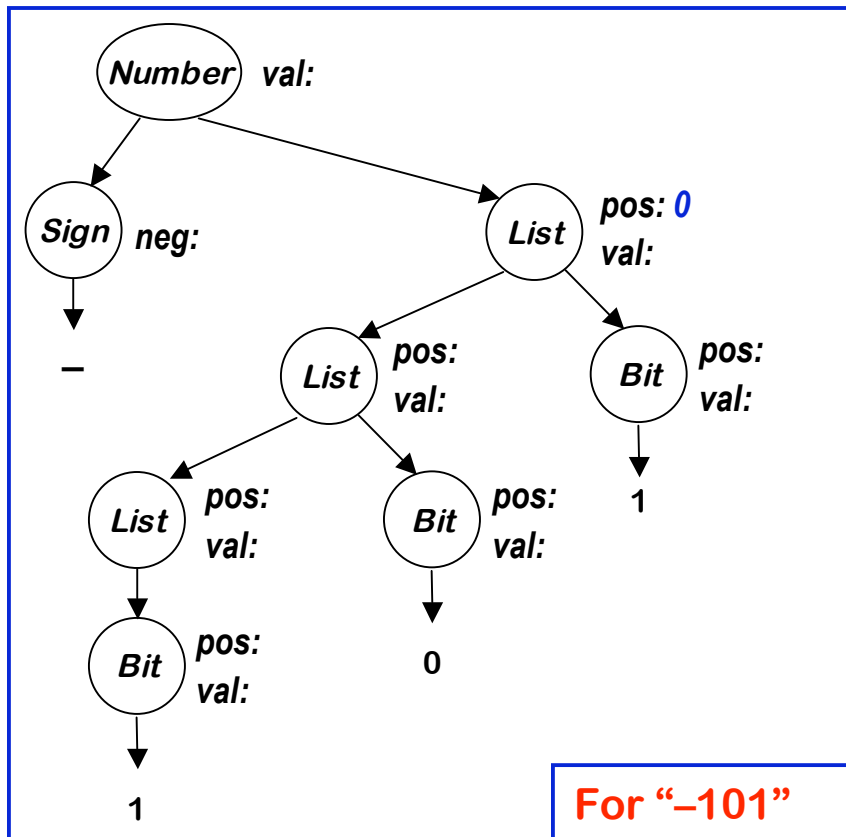 Number val:
Sign neg:
List pos: 0
val:
–
List pos:
val:
Bit pos:
val:
List pos:
val:
Bit pos:
val:
1
Bit pos:
val:
0
1
For “–101”